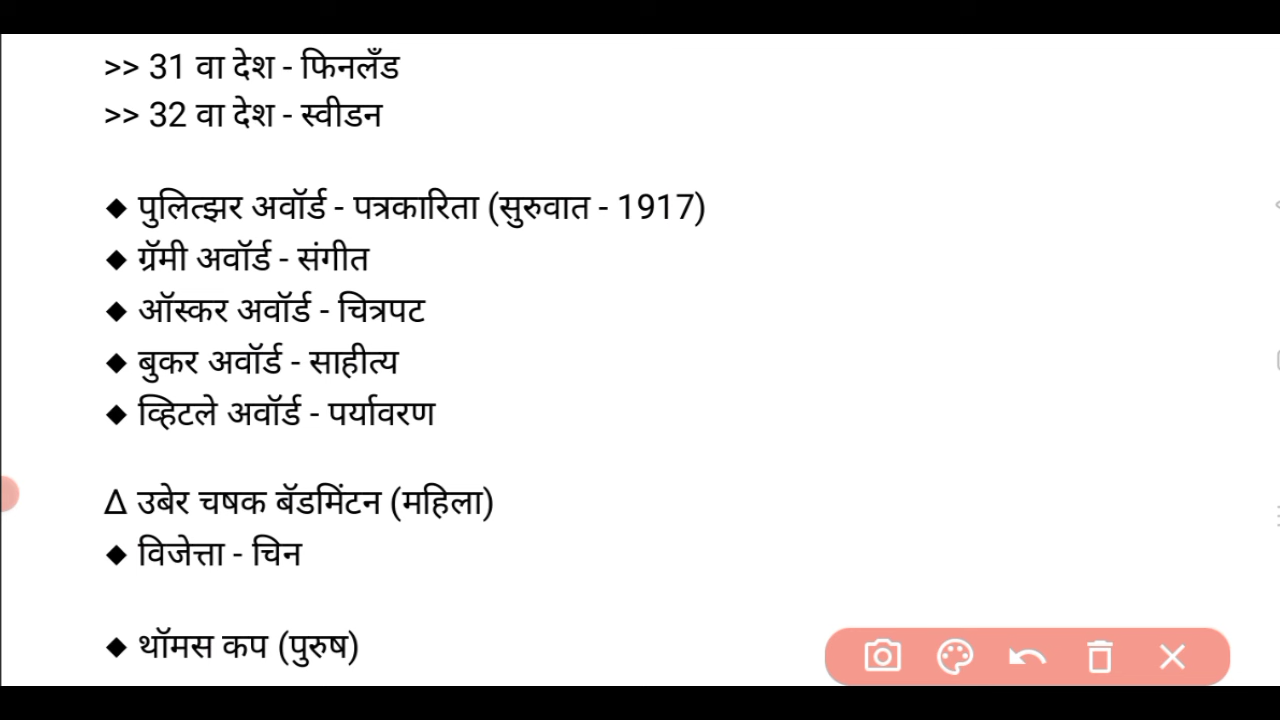 >> 31 वा देश - फिनलँड
>> 32 वा देश - स्वीडन
◆ पुलित्झर अवॉर्ड - पत्रकारिता (सुरुवात - 1917)
◆ ग्रॅमी अवॉर्ड - संगीत
◆ ऑस्कर अवॉर्ड - चित्रपट
◆ बुकर अवॉर्ड - साहीत्य
◆ व्हिटले अवॉर्ड - पर्यावरण
∆ उबेर चषक बॅडमिंटन (महिला)
◆ विजेत्ता - चिन
◆ थॉमस कप (पुरुष)